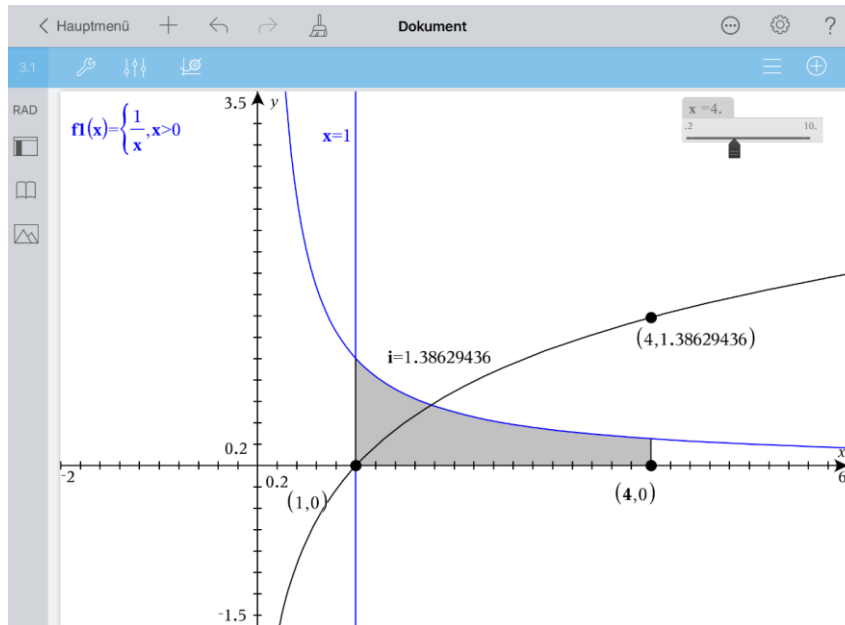 Hauptmenü
Dokument
?
3.1
RAD
3.5
y
f1(x)={1/x,x>0
x=1
x =4.
.2
10.
(4,1.38629436)
i=1.38629436
0.2
x
-2
0.2
6
(1,0)
(4,0)
-1.5